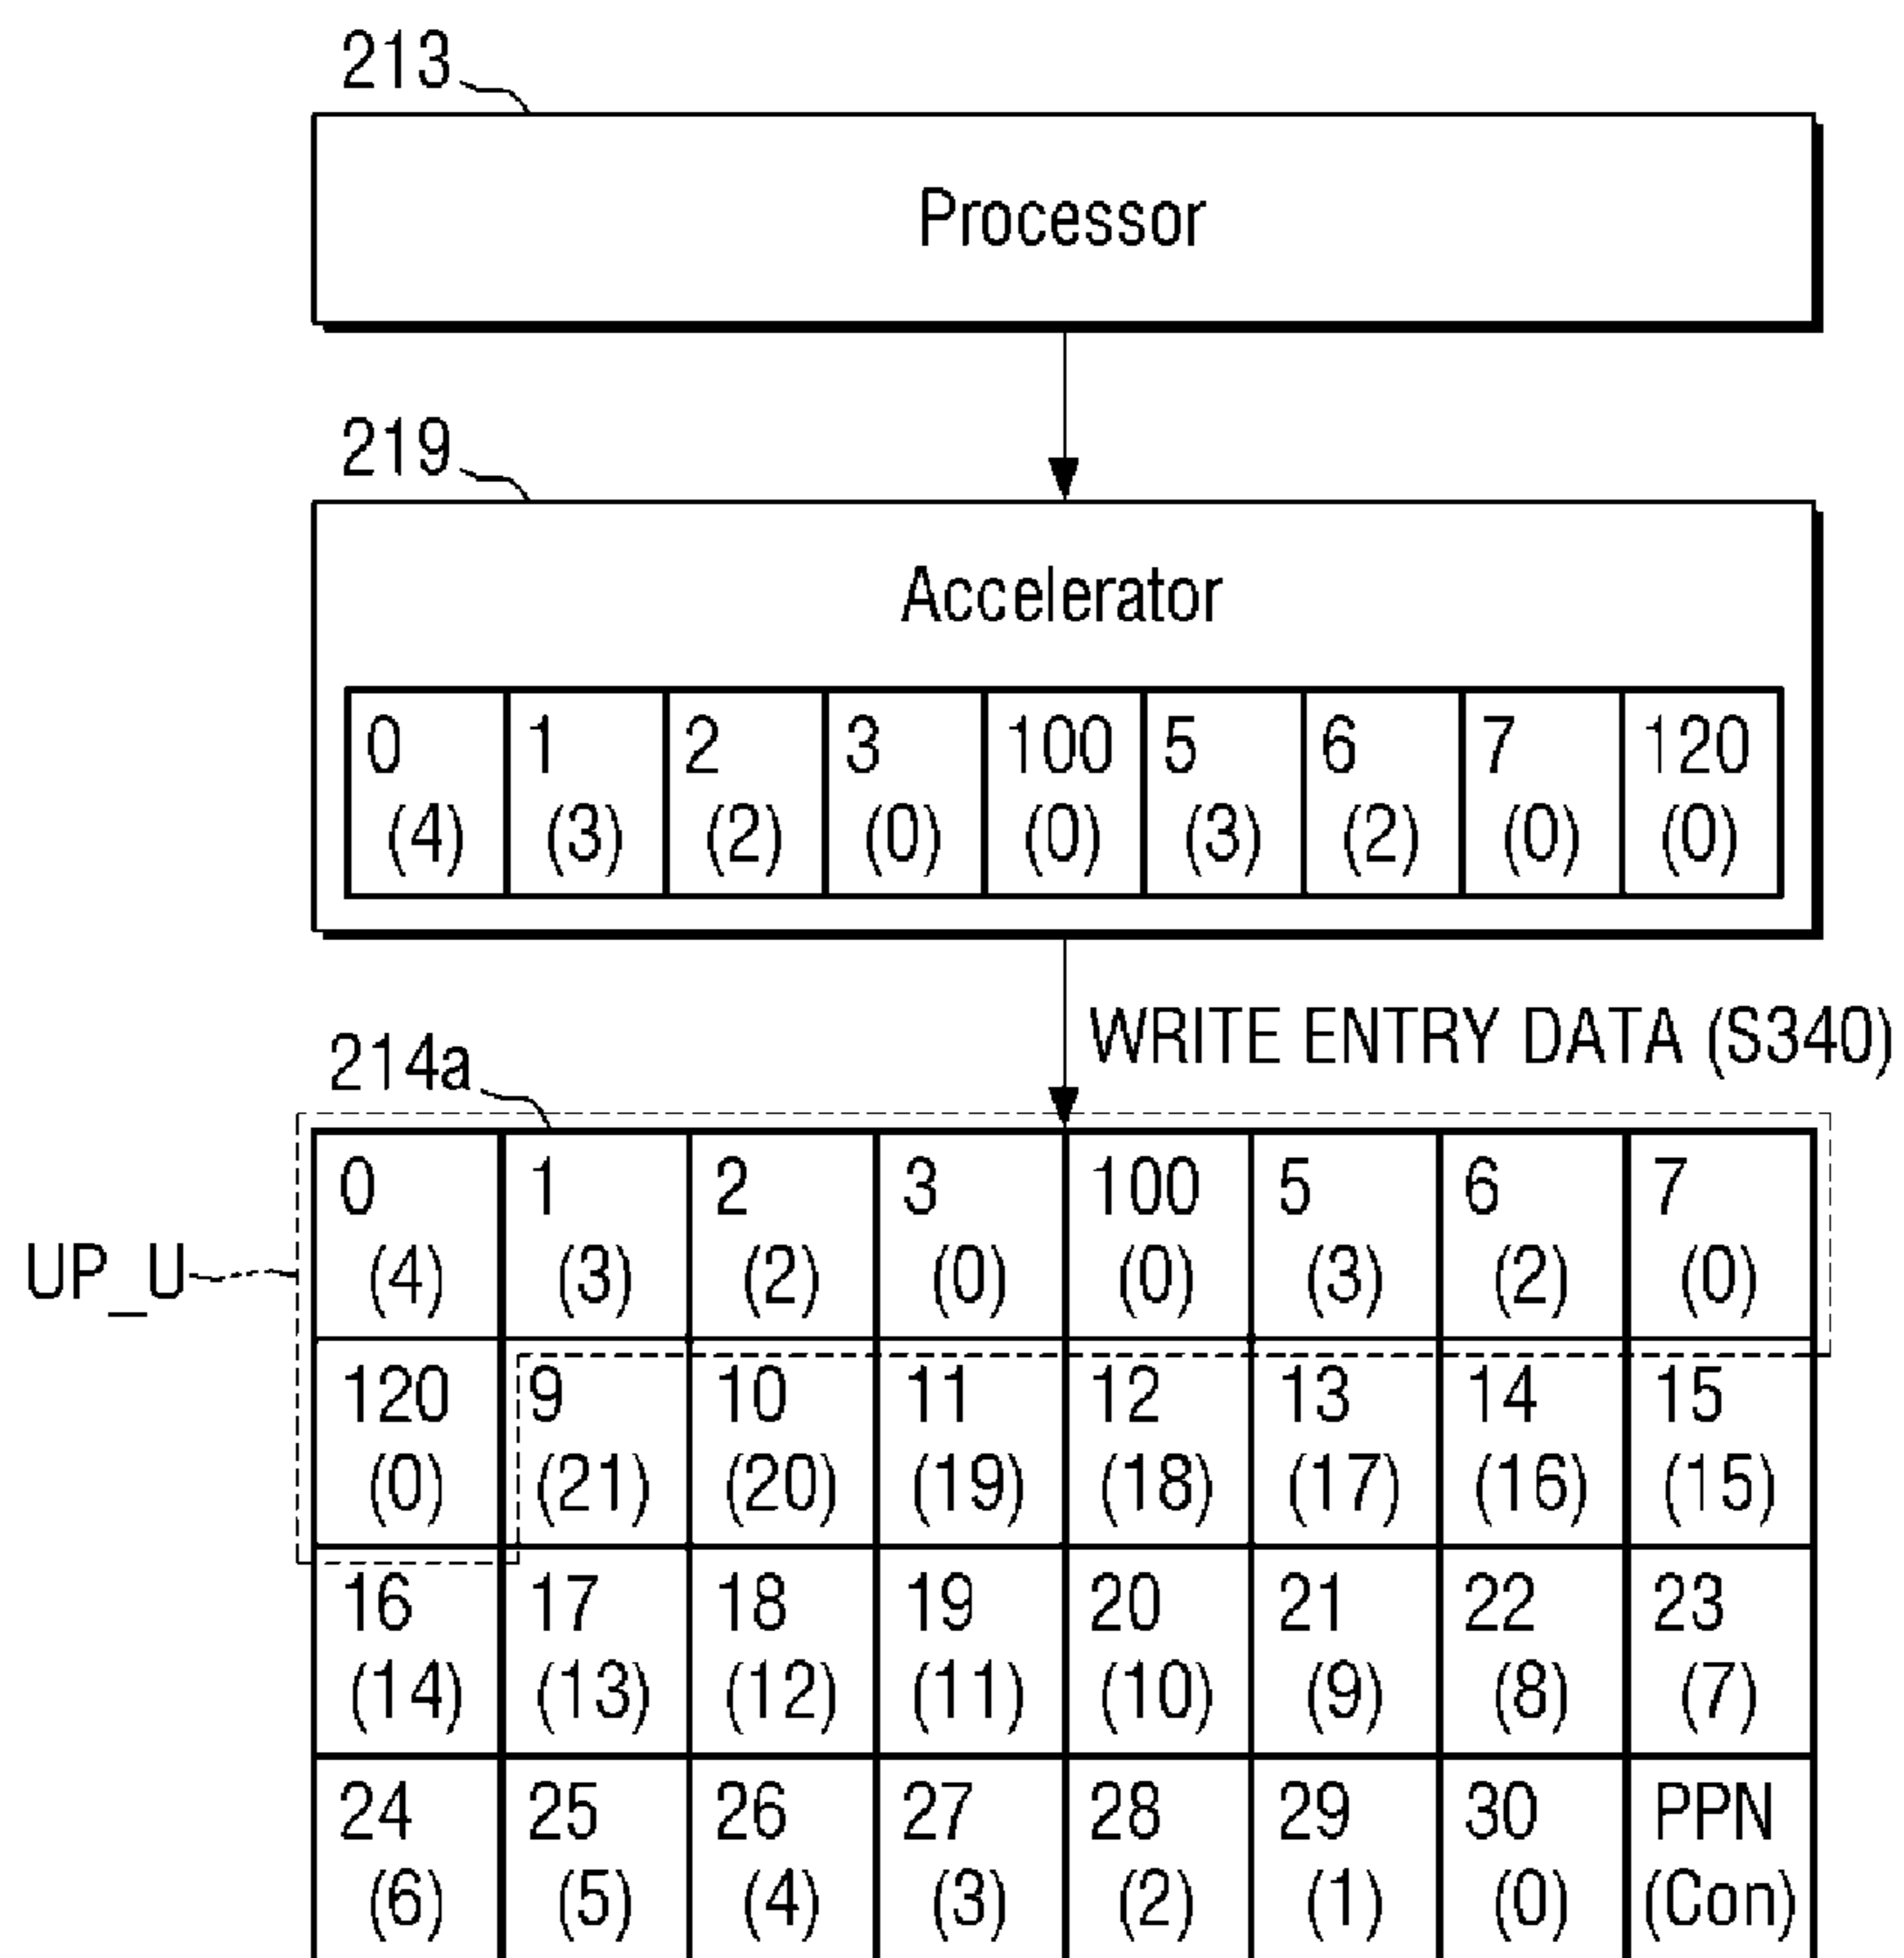 213
Processor
219
Accelerator
0 1 2 3 100 5 6 7 120
(4) (3) (2) (0) (0) (3) (2) (0) (0)
WRITE ENTRY DATA (S340)
214a
0 1 2 3 100 5 6 7
UP_U (4) (3) (2) (0) (0) (3) (2) (0)
120 9 10 11 12 13 14 15
(0) (21) (20) (19) (18) (17) (16) (15)
16 17 18 19 20 21 22 23
(14) (13) (12) (11) (10) (9) (8) (7)
24 25 26 27 28 29 30 PPN
(6) (5) (4) (3) (2) (1) (0) (Con)